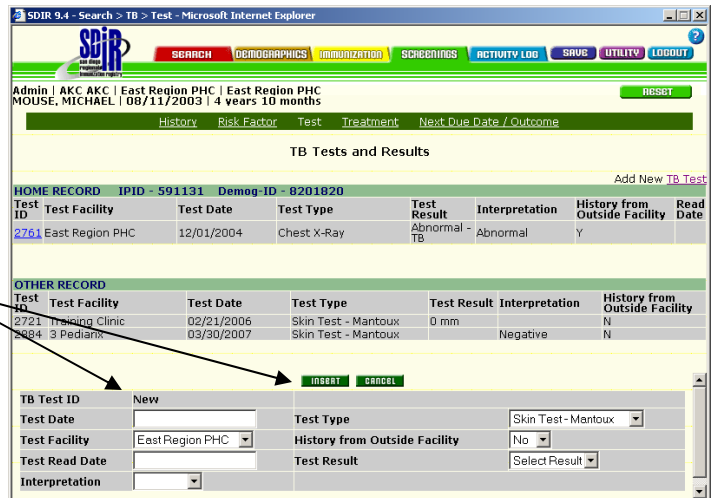 SDIR 9.4 - Search > TB > Test - Microsoft Internet Explorer
SDIR
san diego
regional
immunization registry
SEARCH DEMOGRAPHICS IMMUNIZATION SCREENINGS ACTIVITY LOG SAVE UTILITY LOGOUT ?
Admin | AKC AKC | East Region PHC | East Region PHC
MOUSE, MICHAEL | 08/11/2003 | 4 years 10 months
RESET
History Risk Factor Test Treatment Next Due Date / Outcome
TB Tests and Results
Add New TB Test
HOME RECORD IPID - 591131 Demog-ID - 8201820
Test ID Test Facility Test Date Test Type Test Result Interpretation History from Outside Facility Read Date
2761 East Region PHC 12/01/2004 Chest X-Ray Abnormal - TB Abnormal Y
OTHER RECORD
Test ID Test Facility Test Date Test Type Test Result Interpretation History from Outside Facility
2721 Training Clinic 02/21/2006 Skin Test - Mantoux 0 mm N
2884 3 Pediarix 03/30/2007 Skin Test - Mantoux Negative N
INSERT CANCEL
TB Test ID New
Test Date Test Type Skin Test - Mantoux
Test Facility East Region PHC History from Outside Facility No
Test Read Date Test Result Select Result
Interpretation